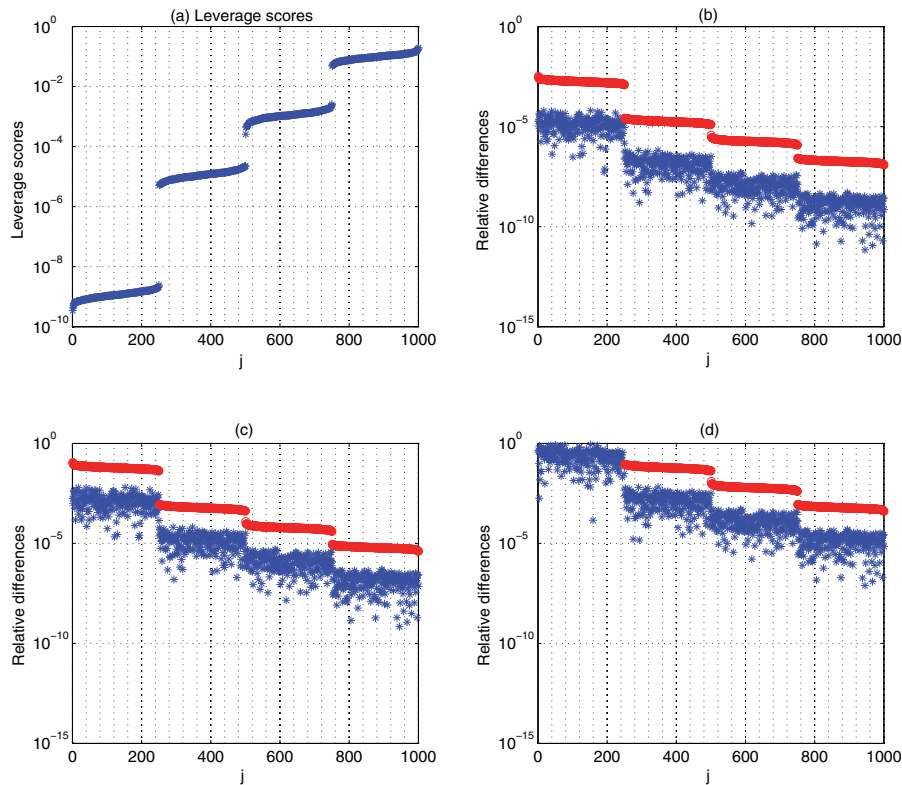 (a) Leverage scores
10^0
10^-2
10^-4
10^-6
10^-8
10^-10
Leverage scores
0 200 400 600 800 1000
j
(b)
10^0
10^-5
10^-10
10^-15
Relative differences
0 200 400 600 800 1000
j
(c)
10^0
10^-5
10^-10
10^-15
Relative differences
0 200 400 600 800 1000
j
(d)
10^0
10^-5
10^-10
10^-15
Relative differences
0 200 400 600 800 1000
j